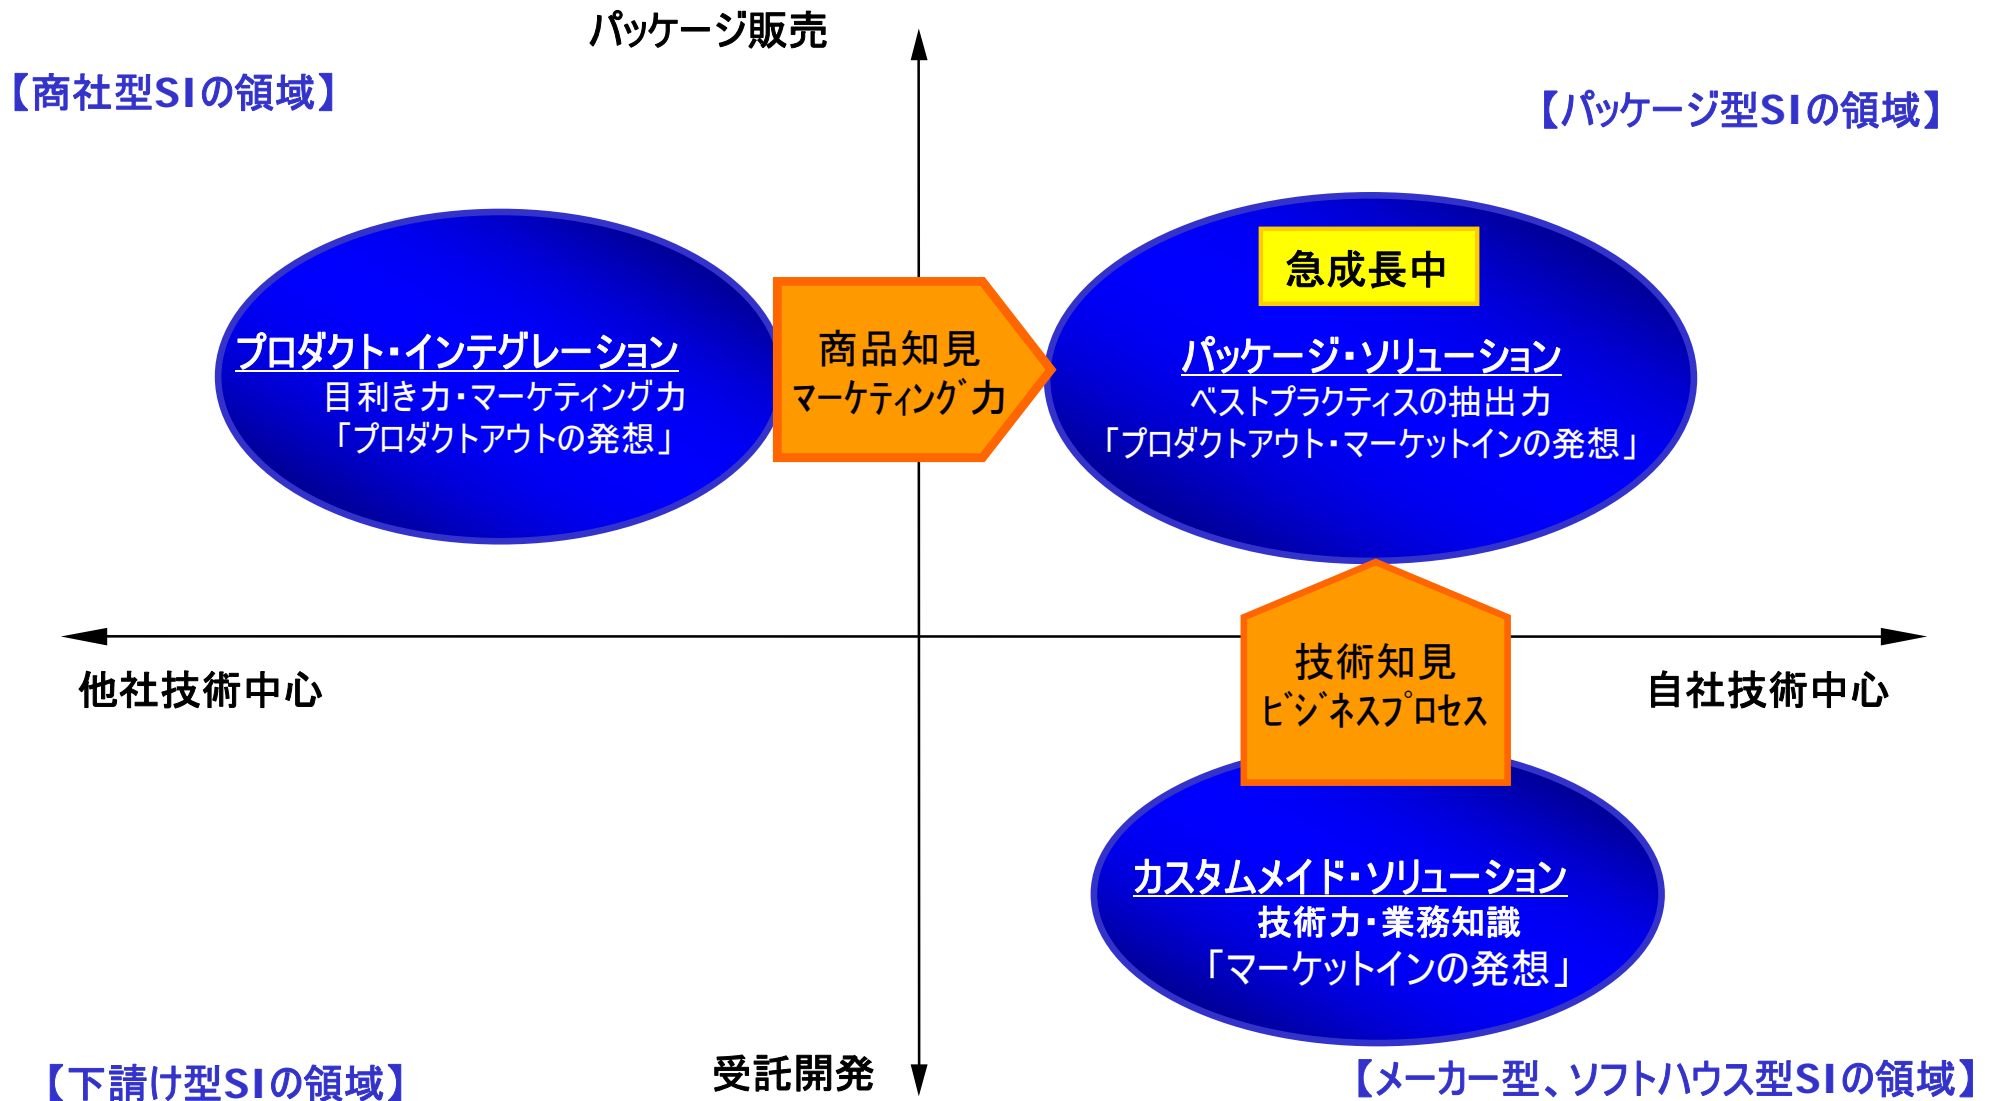 パッケージ販売
【商社型SIの領域】
【パッケージ型SIの領域】
急成長中
プロダクト・インテグレーション
目利き力・マーケティング力
「プロダクトアウトの発想」
商品知見
マーケティング力
パッケージ・ソリューション
ベストプラクティスの抽出力
「プロダクトアウト・マーケットインの発想」
他社技術中心
技術知見
ビジネスプロセス
自社技術中心
カスタムメイド・ソリューション
技術力・業務知識
「マーケットインの発想」
【下請け型SIの領域】
受託開発
【メーカー型、ソフトハウス型SIの領域】